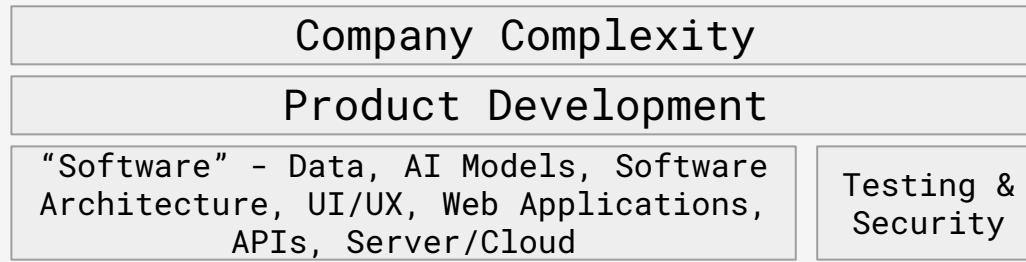 Company Complexity
Product Development
“Software” - Data, AI Models, Software
Architecture, UI/UX, Web Applications,
APIs, Server/Cloud
Testing &
Security